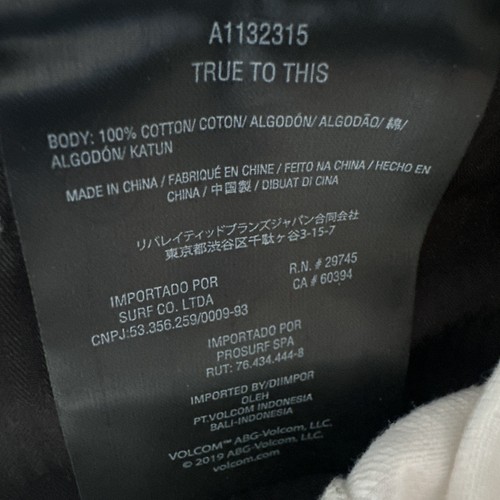 A1132315
TRUE TO THIS
BODY: 100% COTTON/ COTON/ ALGODÓN/ ALGODÃO/ 綿/
ALGODÓN/ KATUN
MADE IN CHINA / FABRIQUÉ EN CHINE / FEITO NA CHINA / HECHO EN
CHINA / 中国製 / DIBUAT DI CINA
リバレイティッドブランズジャパン合同会社
東京都渋谷区千駄ヶ谷3-15-7
IMPORTADO POR
SURF CO. LTDA
CNPJ:53.356.259/0009-93
R.N. # 29745
CA # 60394
IMPORTADO POR
PROSURF SPA
RUT: 76.434.444-8
IMPORTED BY/DIIMPOR
OLEH
PT.VOLCOM INDONESIA
BALI-INDONESIA
VOLCOM™ ABG-Volcom, LLC.
© 2019 ABG-Volcom, LLC.
volcom.com